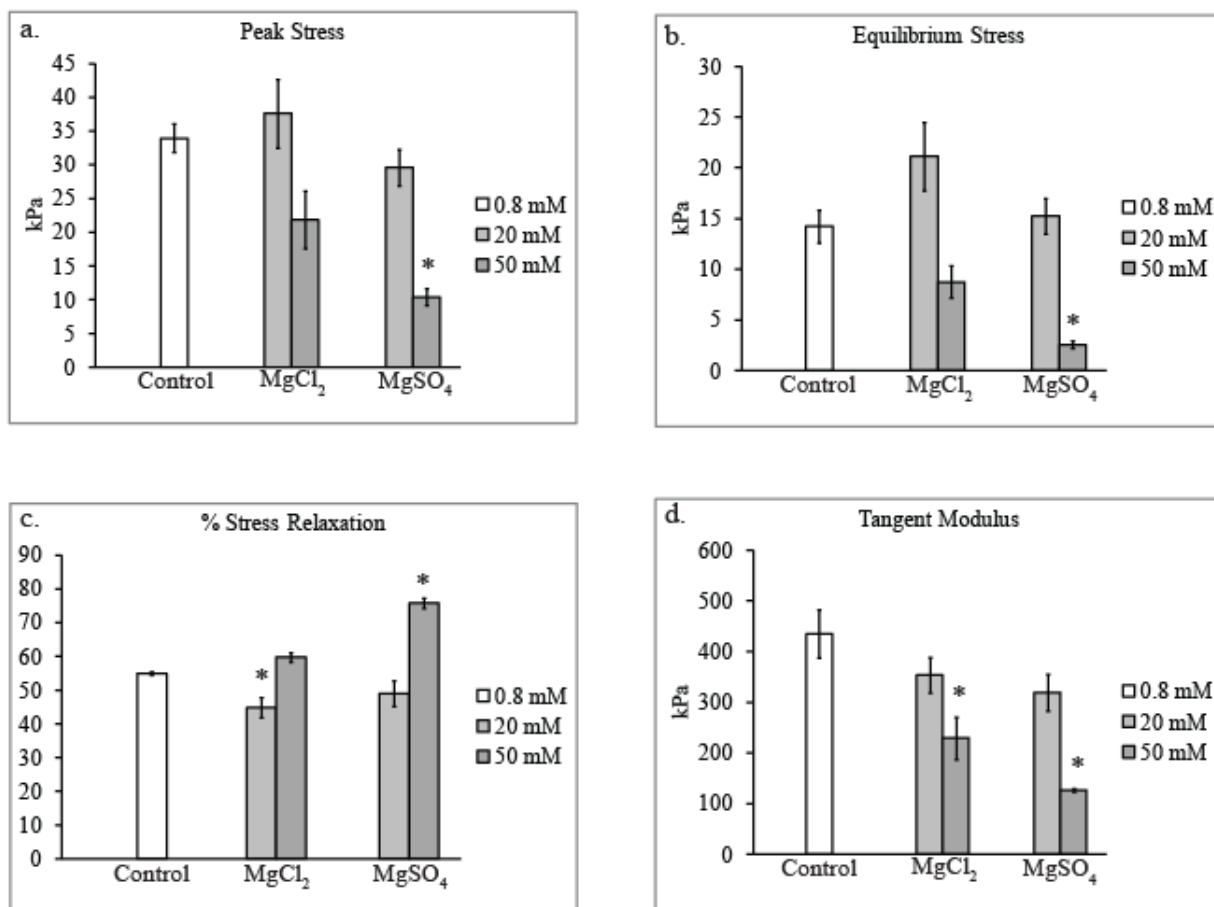 a.
Peak Stress
45
40
35
30
25
20
15
10
5
0
kPa
*
Control
MgCl₂
MgSO₄
0.8 mM
20 mM
50 mM
b.
Equilibrium Stress
30
25
20
15
10
5
0
kPa
*
Control
MgCl₂
MgSO₄
0.8 mM
20 mM
50 mM
c.
% Stress Relaxation
90
80
70
60
50
40
30
20
10
0
*
*
Control
MgCl₂
MgSO₄
0.8 mM
20 mM
50 mM
d.
Tangent Modulus
600
500
400
300
200
100
0
kPa
*
*
Control
MgCl₂
MgSO₄
0.8 mM
20 mM
50 mM